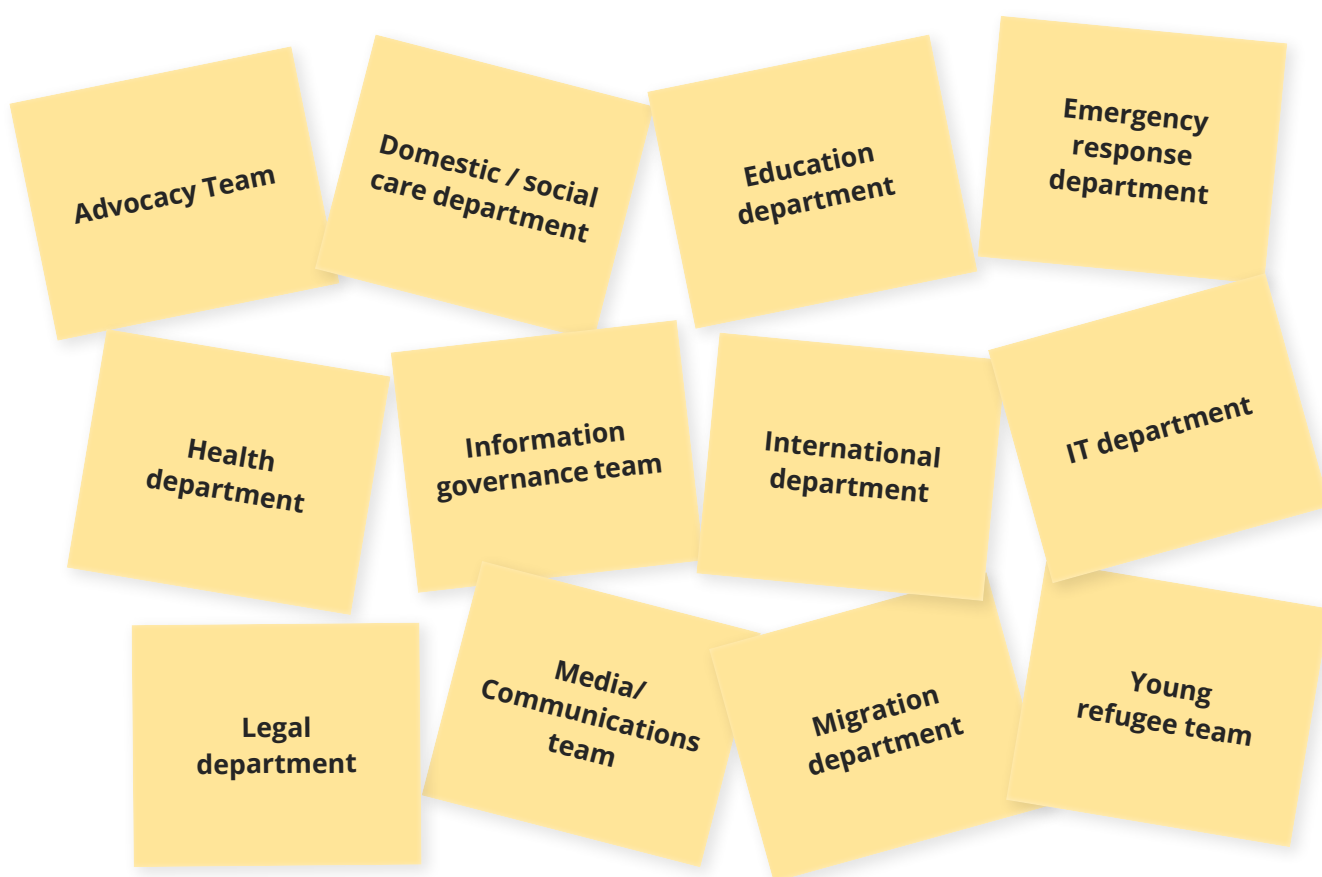 Advocacy Team
Domestic / social
care department
Education
department
Emergency
response
department
Health
department
Information
governance team
International
department
IT department
Legal
department
Media/
Communications
team
Migration
department
Young
refugee team